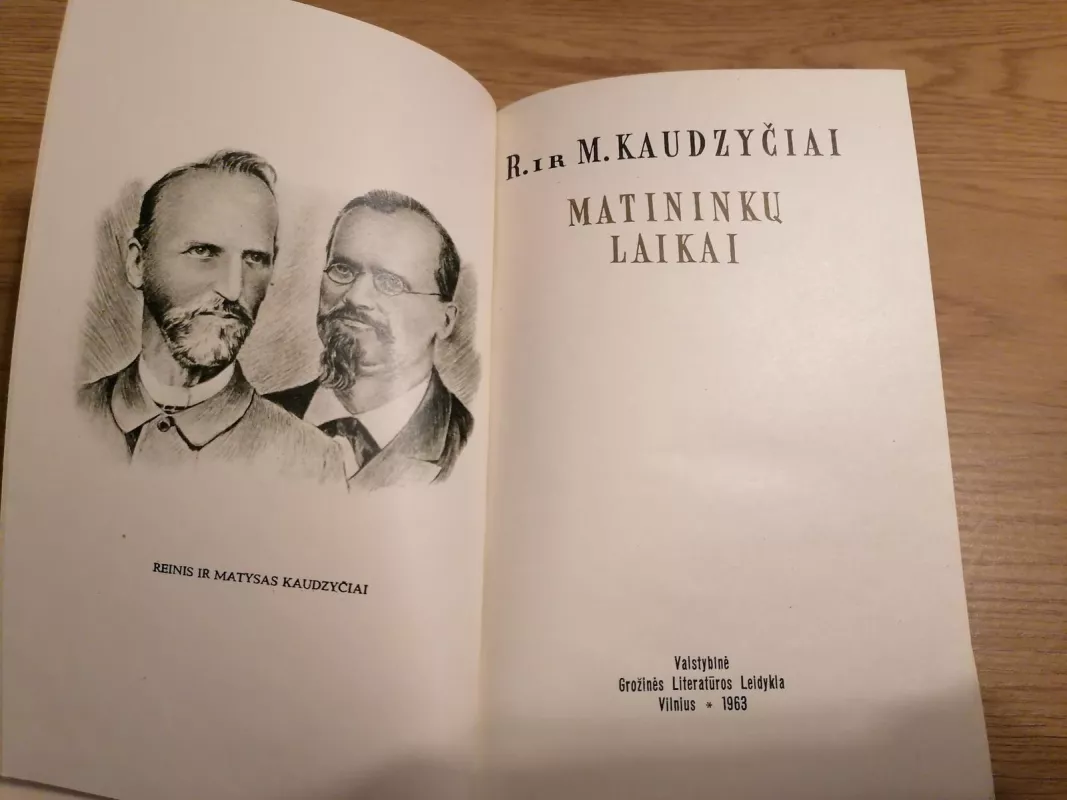 REINIS IR MATYSAS KAUDZYČIAI
R. IR M. KAUDZYČIAI
MATININKŲ
LAIKAI
Valstybinė
Grožinės Literatūros Leidykla
Vilnius * 1963